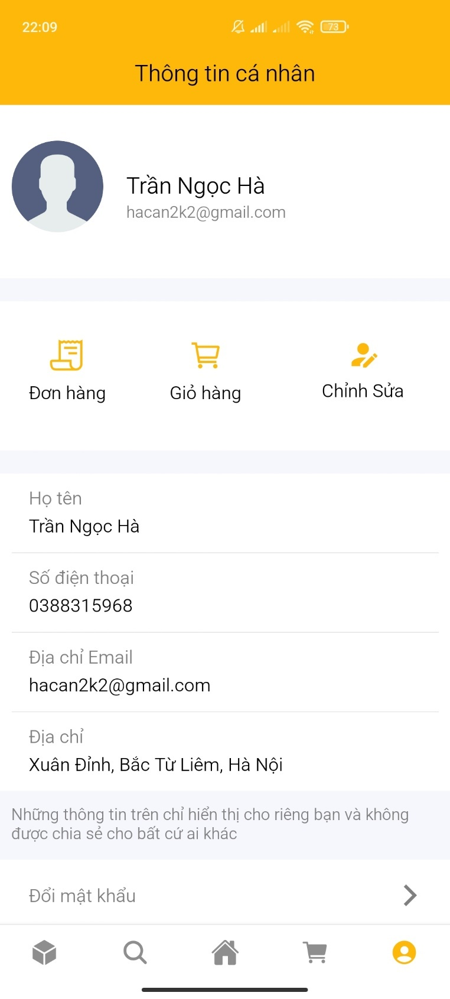 22:09
73
Thông tin cá nhân
Trần Ngọc Hà
hacan2k2@gmail.com
Đơn hàng
Giỏ hàng
Chỉnh Sửa
Họ tên
Trần Ngọc Hà
Số điện thoại
0388315968
Địa chỉ Email
hacan2k2@gmail.com
Địa chỉ
Xuân Đỉnh, Bắc Từ Liêm, Hà Nội
Những thông tin trên chỉ hiển thị cho riêng bạn và không
được chia sẻ cho bất cứ ai khác
Đổi mật khẩu